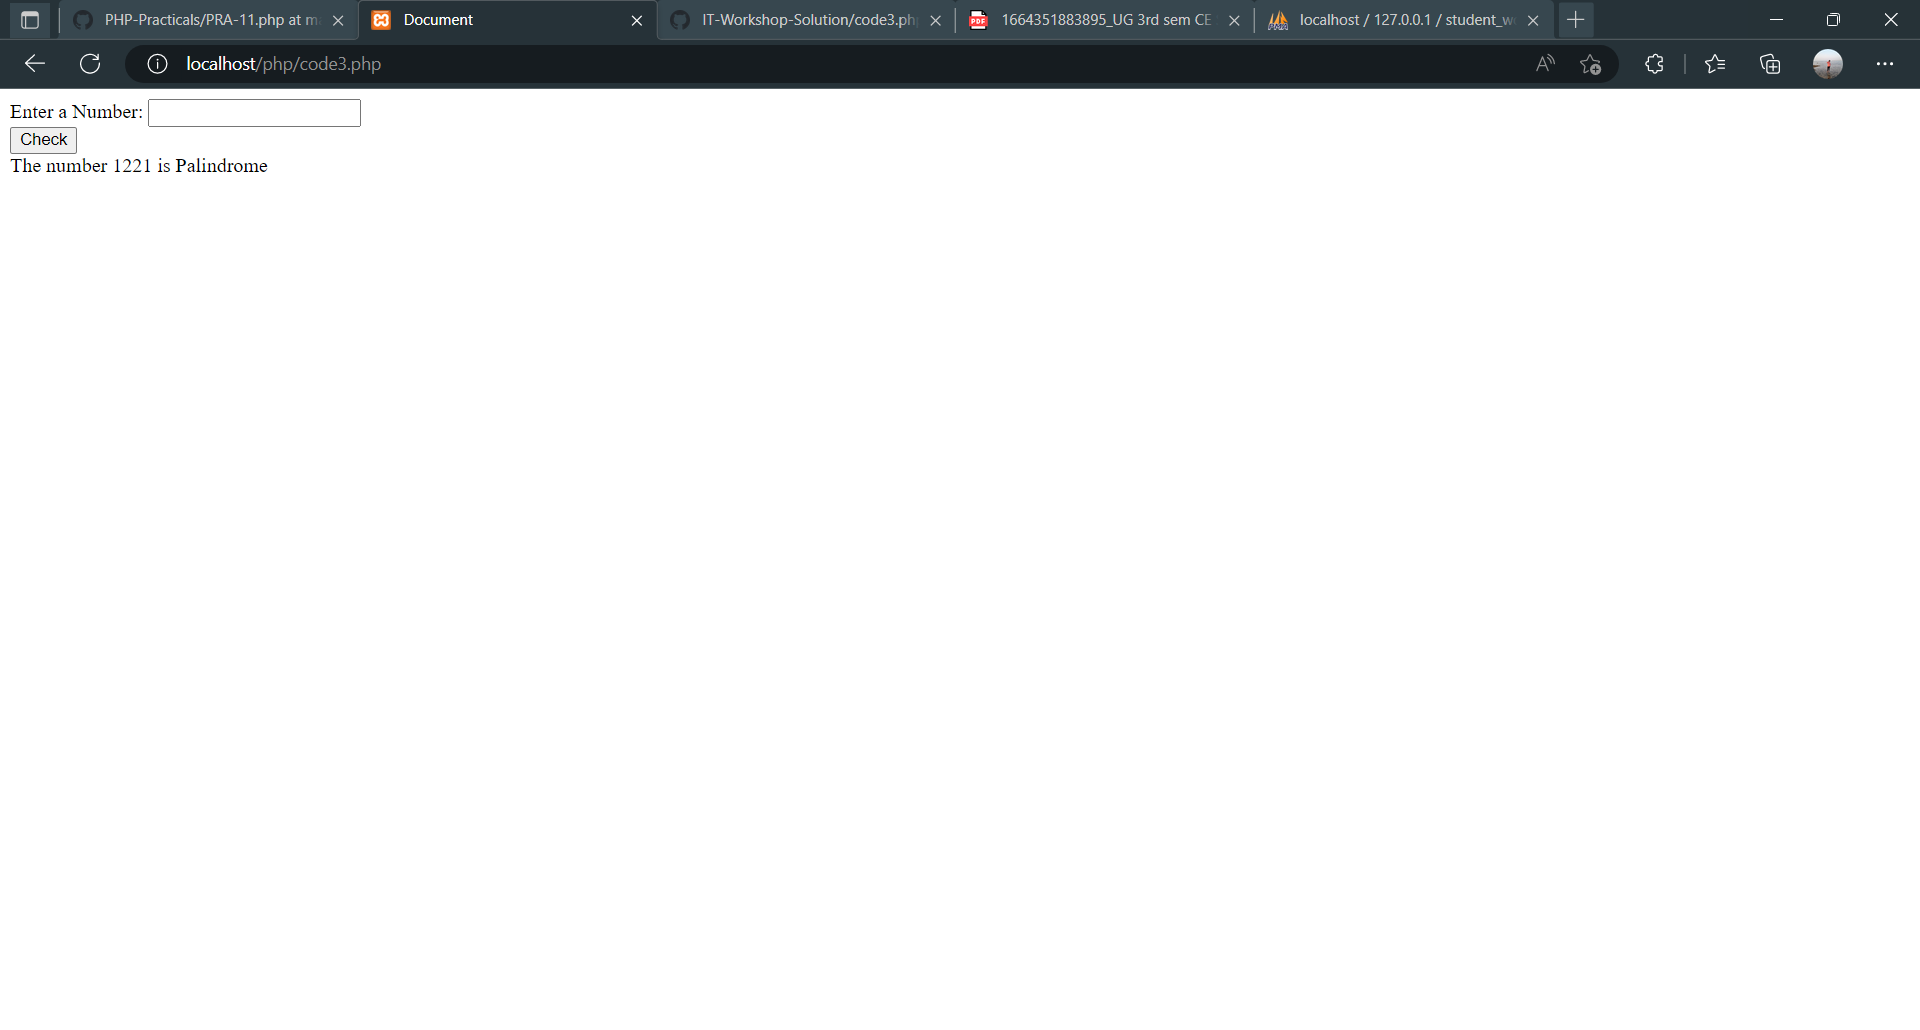 PHP-Practicals/PRA-11.php at m
Document
IT-Workshop-Solution/code3.ph
1664351883895_UG 3rd sem CE
localhost / 127.0.0.1 / student_w
localhost/php/code3.php
Enter a Number:
Check
The number 1221 is Palindrome